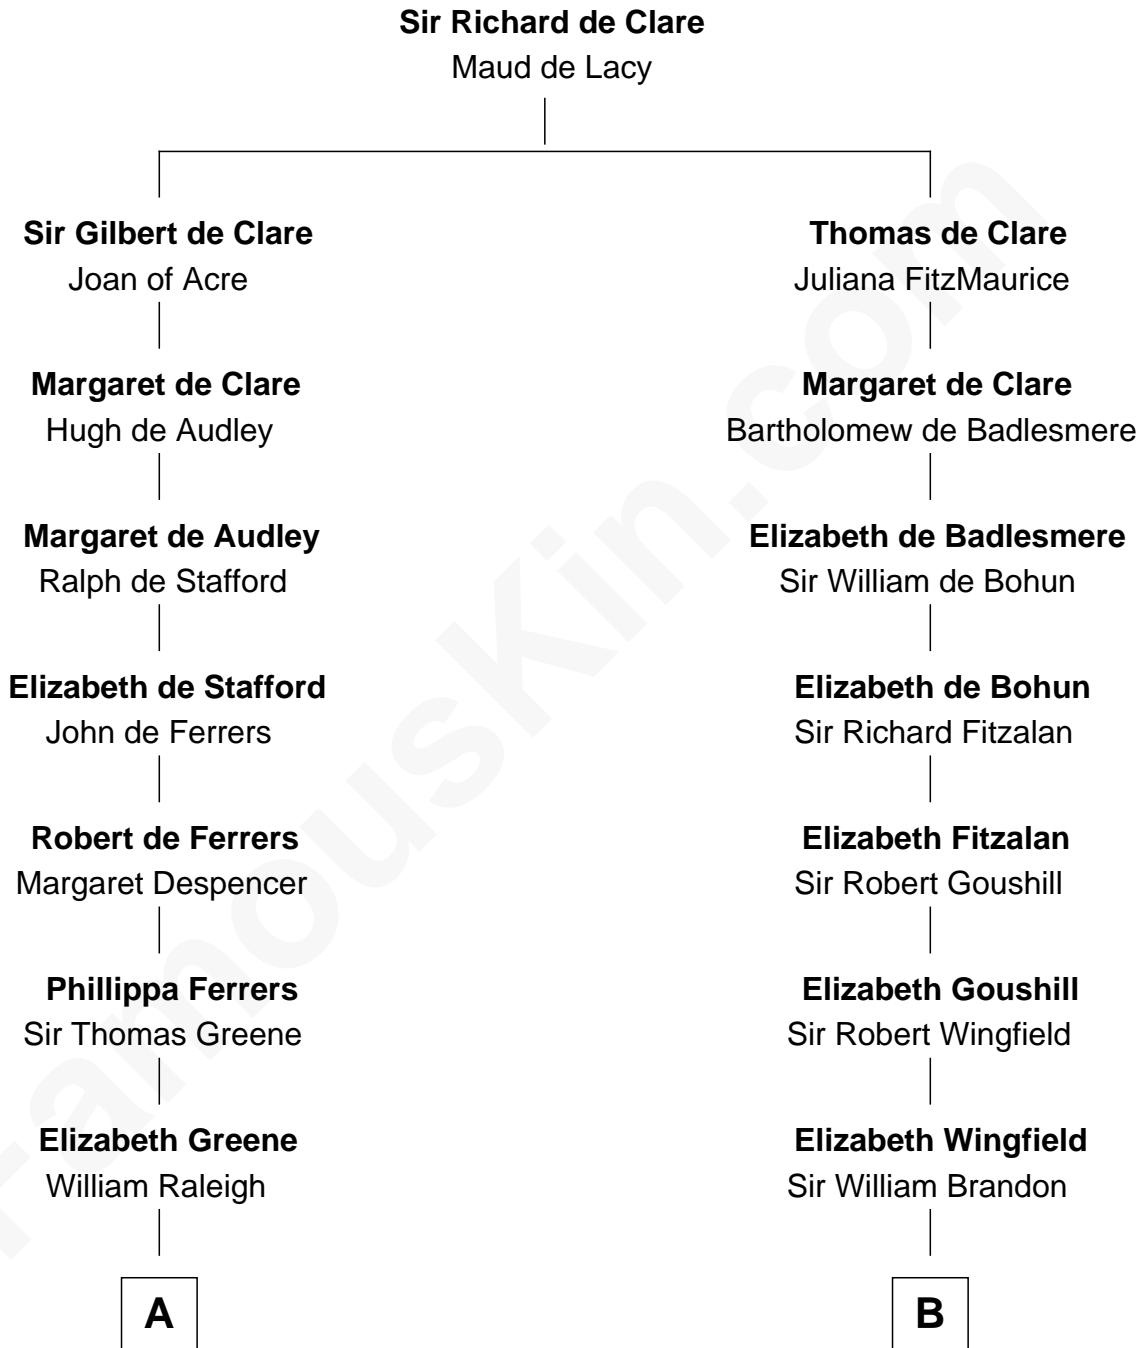 Sir Richard de Clare
Maud de Lacy
Sir Gilbert de Clare
Joan of Acre
Margaret de Clare
Hugh de Audley
Margaret de Audley
Ralph de Stafford
Elizabeth de Stafford
John de Ferrers
Robert de Ferrers
Margaret Despencer
Phillippa Ferrers
Sir Thomas Greene
Elizabeth Greene
William Raleigh
A
Thomas de Clare
Juliana FitzMaurice
Margaret de Clare
Bartholomew de Badlesmere
Elizabeth de Badlesmere
Sir William de Bohun
Elizabeth de Bohun
Sir Richard Fitzalan
Elizabeth Fitzalan
Sir Robert Goushill
Elizabeth Goushill
Sir Robert Wingfield
Elizabeth Wingfield
Sir William Brandon
B
FamousKin.com